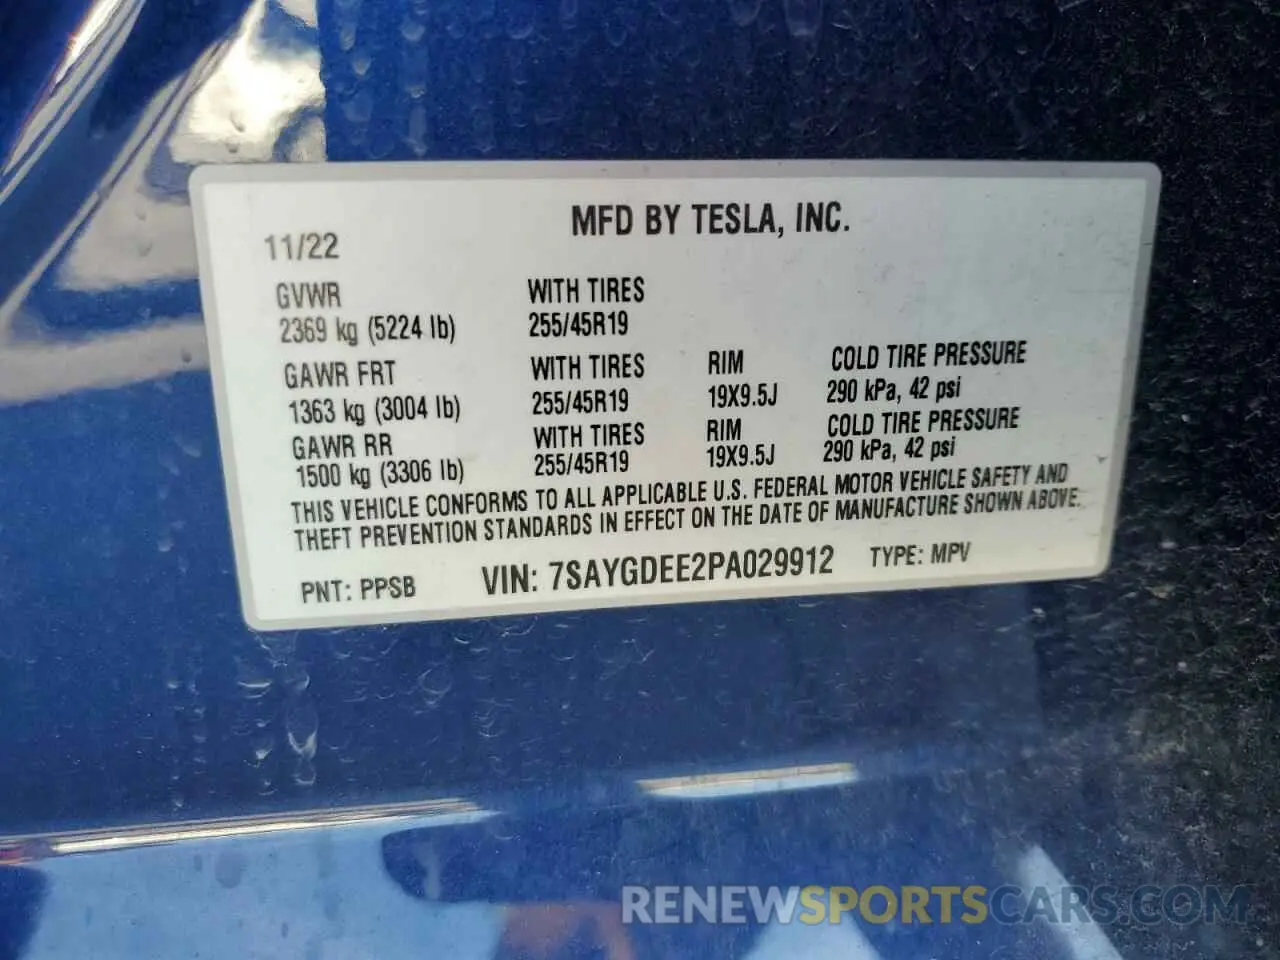 MFD BY TESLA, INC.
11/22
GVWR WITH TIRES
2369 kg (5224 lb) 255/45R19
GAWR FRT WITH TIRES RIM COLD TIRE PRESSURE
1363 kg (3004 lb) 255/45R19 19X9.5J 290 kPa, 42 psi
GAWR RR WITH TIRES RIM COLD TIRE PRESSURE
1500 kg (3306 lb) 255/45R19 19X9.5J 290 kPa, 42 psi
THIS VEHICLE CONFORMS TO ALL APPLICABLE U.S. FEDERAL MOTOR VEHICLE SAFETY AND
THEFT PREVENTION STANDARDS IN EFFECT ON THE DATE OF MANUFACTURE SHOWN ABOVE.
PNT: PPSB VIN: 7SAYGDEE2PA029912 TYPE: MPV
RENEWSPORTSCARS.COM